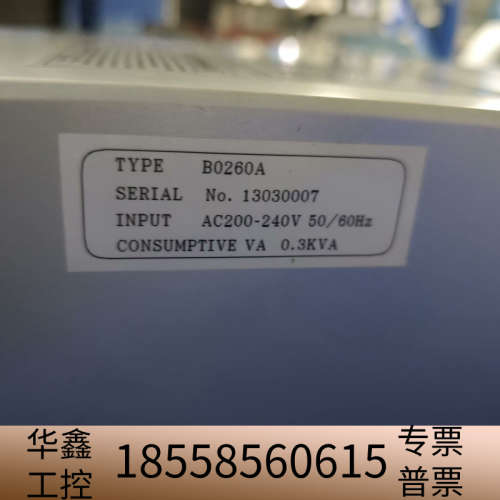 TYPE B0260A
SERIAL No. 13030007
INPUT AC200-240V 50/60Hz
CONSUMPTIVE VA 0.3KVA
华鑫工控 18558560615 专票普票